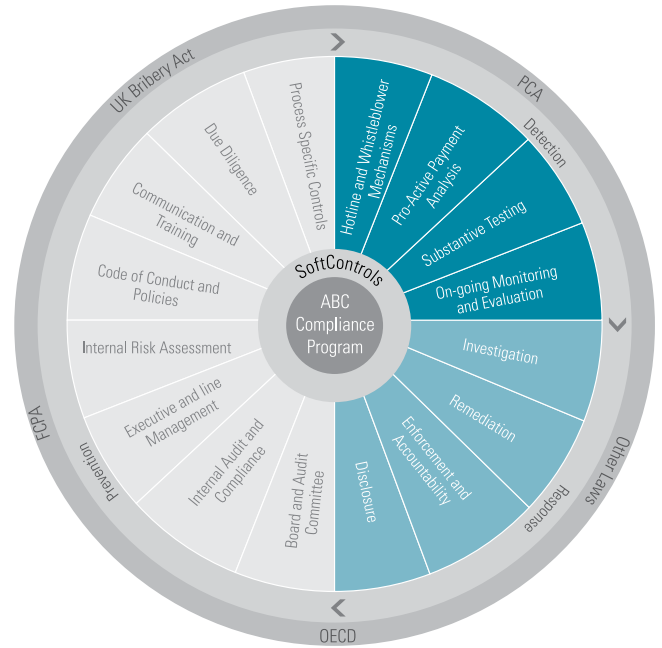 UK Bribery Act
PCA
Detection
Other Laws
Response
OECD
FCPA
Prevention
Process Specific Controls
Hotline and Whistleblower
Mechanisms
Pro-Active Payment
Analysis
Substantive Testing
On-going Monitoring
and Evaluation
Investigation
Remediation
Enforcement and
Accountability
Disclosure
Board and Audit
Committee
Internal Audit and
Compliance
Executive and line
Management
Internal Risk Assessment
Code of Conduct and
Policies
Communication and
Training
Due Diligence
SoftControls
ABC
Compliance
Program